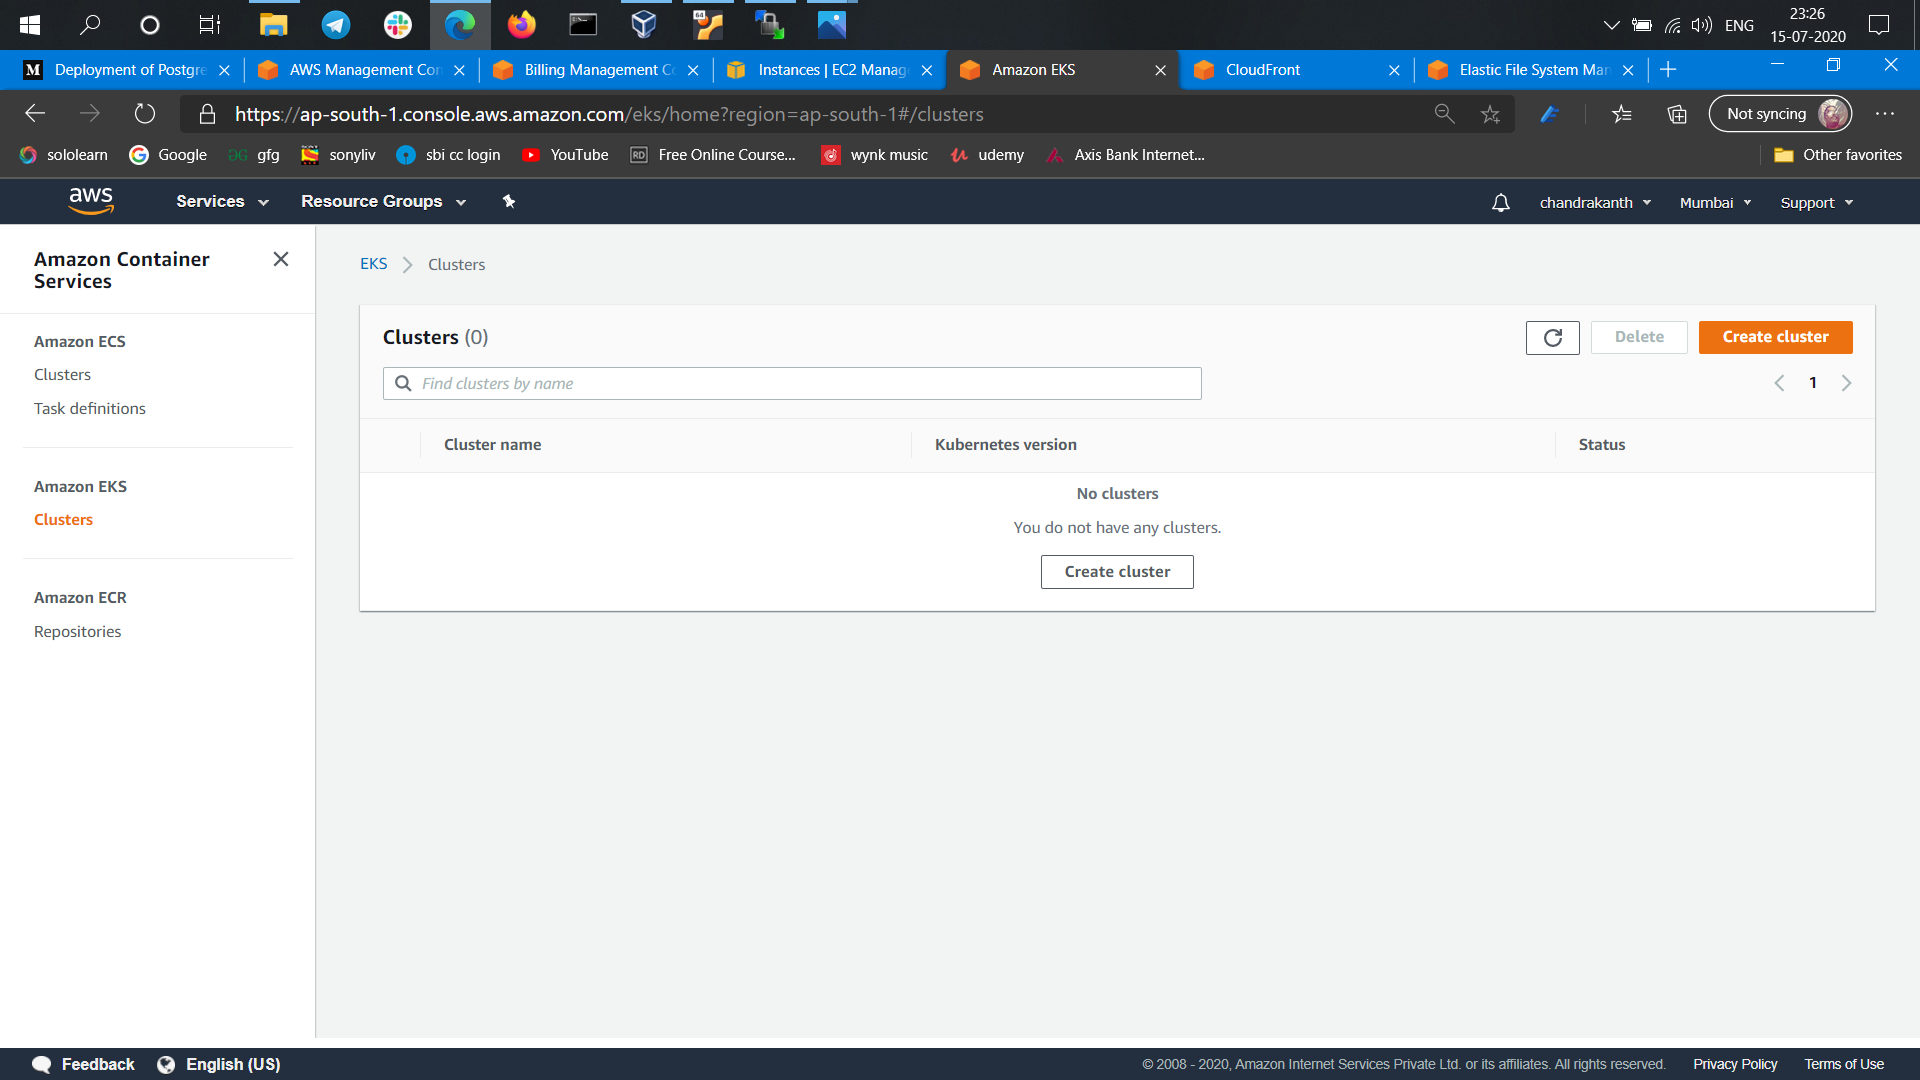 64
ENG
23:26
15-07-2020
M Deployment of Postgre
AWS Management Con
Billing Management Co
Instances | EC2 Manag
Amazon EKS
CloudFront
Elastic File System Man
https://ap-south-1.console.aws.amazon.com/eks/home?region=ap-south-1#/clusters
Not syncing
sololearn
Google
gfg
sonyliv
sbi cc login
YouTube
RD Free Online Course...
wynk music
udemy
Axis Bank Internet...
Other favorites
aws
Services
Resource Groups
chandrakanth
Mumbai
Support
Amazon Container
Services
Amazon ECS
Clusters
Task definitions
Amazon EKS
Clusters
Amazon ECR
Repositories
EKS
Clusters
Clusters (0)
Delete
Create cluster
Find clusters by name
1
Cluster name
Kubernetes version
Status
No clusters
You do not have any clusters.
Create cluster
Feedback
English (US)
© 2008 - 2020, Amazon Internet Services Private Ltd. or its affiliates. All rights reserved.
Privacy Policy
Terms of Use